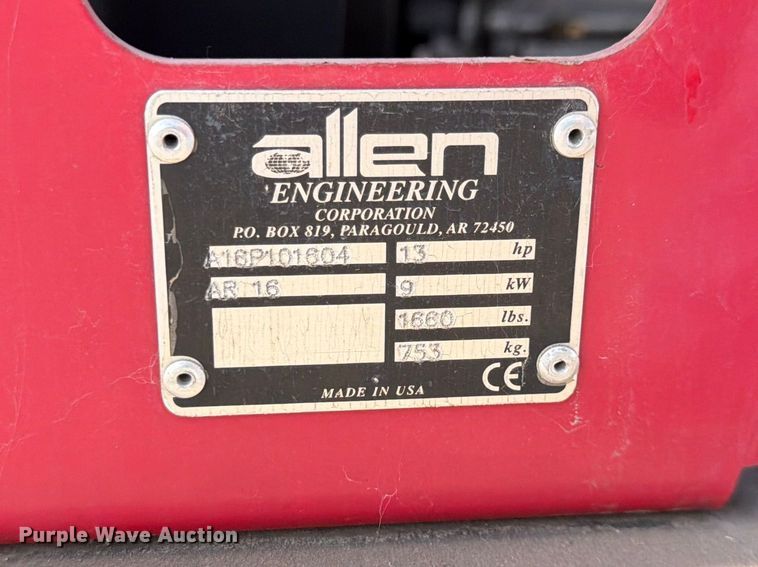 allen
ENGINEERING
CORPORATION
P.O. BOX 819, PARAGOULD, AR 72450
A16P101604 13 hp
AR 16 9 kW
1660 lbs.
753 kg.
CE
MADE IN USA
Purple Wave Auction